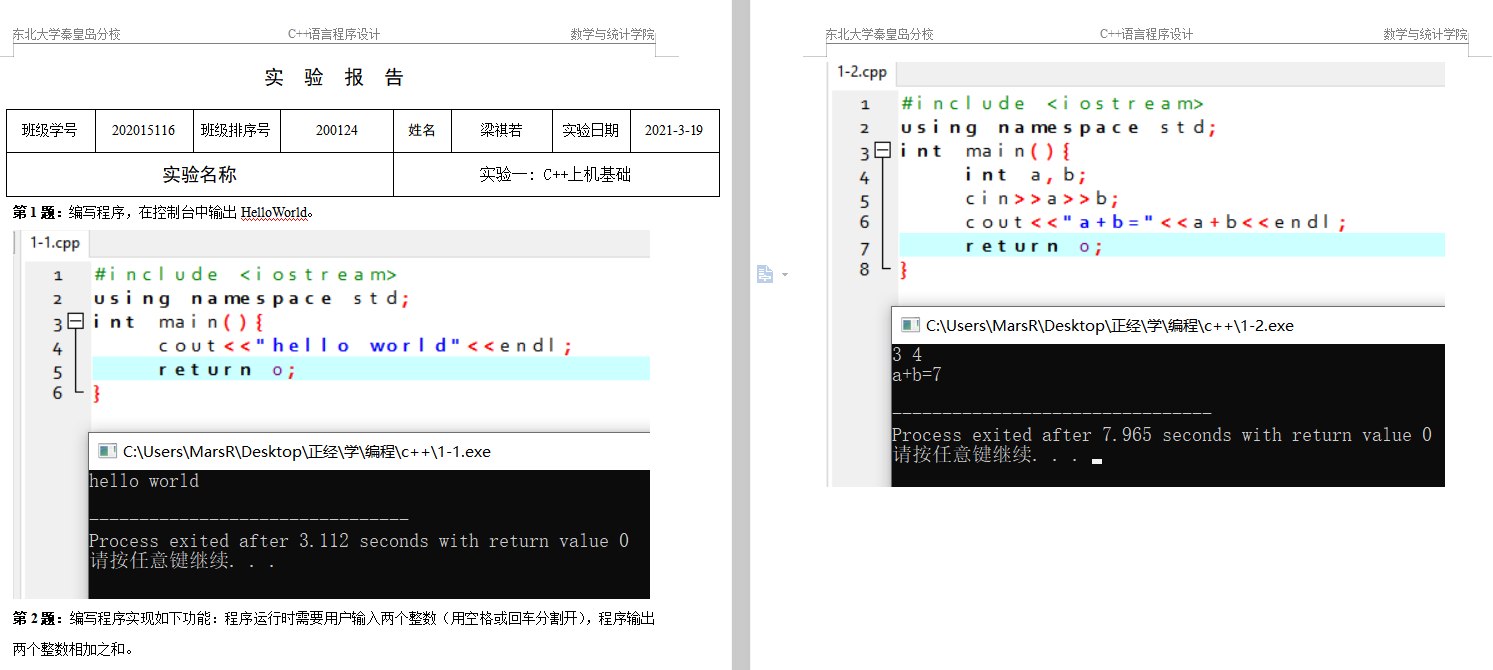 东北大学秦皇岛分校 C++语言程序设计 数学与统计学院
实 验 报 告
班级学号 202015116 班级排序号 200124 姓名 梁祺若 实验日期 2021-3-19
实验名称 实验一：C++上机基础
第 1 题：编写程序，在控制台中输出 HelloWorld。
1-1.cpp
1 #include <iostream>
2 using namespace std;
3 int main(){
4 cout<<"hello world"<<endl;
5 return 0;
6 }
C:\Users\MarsR\Desktop\正经\学\编程\c++\1-1.exe
hello world
--------------------------------
Process exited after 3.112 seconds with return value 0
请按任意键继续. . .
第 2 题：编写程序实现如下功能：程序运行时需要用户输入两个整数（用空格或回车分割开），程序输出
两个整数相加之和。
东北大学秦皇岛分校 C++语言程序设计 数学与统计学院
1-2.cpp
1 #include <iostream>
2 using namespace std;
3 int main(){
4 int a,b;
5 cin>>a>>b;
6 cout<<"a+b="<<a+b<<endl;
7 return 0;
8 }
C:\Users\MarsR\Desktop\正经\学\编程\c++\1-2.exe
3 4
a+b=7
--------------------------------
Process exited after 7.965 seconds with return value 0
请按任意键继续. . .